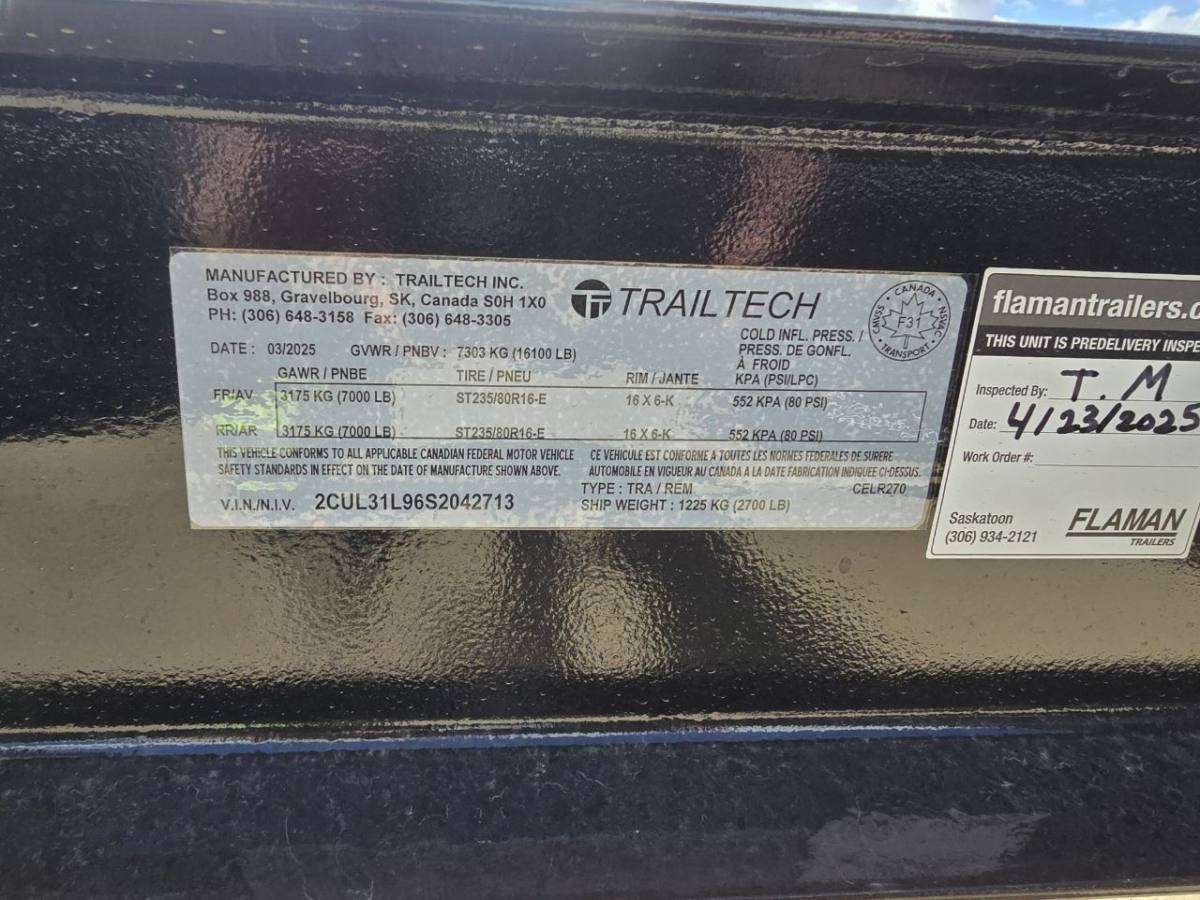 MANUFACTURED BY : TRAILTECH INC.
Box 988, Gravelbourg, SK, Canada S0H 1X0
PH: (306) 648-3158 Fax: (306) 648-3305
TRAILTECH
CANADA
CMVSS
NSVAC
F31
TRANSPORT
COLD INFL. PRESS. /
PRESS. DE GONFL.
À FROID
DATE : 03/2025 GVWR / PNBV : 7303 KG (16100 LB)
GAWR / PNBE TIRE / PNEU RIM / JANTE KPA (PSI/LPC)
FR/AV 3175 KG (7000 LB) ST235/80R16-E 16 X 6-K 552 KPA (80 PSI)
RR/AR 3175 KG (7000 LB) ST235/80R16-E 16 X 6-K 552 KPA (80 PSI)
THIS VEHICLE CONFORMS TO ALL APPLICABLE CANADIAN FEDERAL MOTOR VEHICLE
SAFETY STANDARDS IN EFFECT ON THE DATE OF MANUFACTURE SHOWN ABOVE.
CE VEHICULE EST CONFORME A TOUTES LES NORMES FEDERALES DE SURERE
AUTOMOBILE EN VIGUEUR AU CANADA A LA DATE FABRICATION INDIQUEE CI-DESSUS.
TYPE : TRA / REM CELR270
V.I.N./N.I.V. 2CUL31L96S2042713 SHIP WEIGHT : 1225 KG (2700 LB)
flamantrailers.c
THIS UNIT IS PREDELIVERY INSPE
Inspected By: T. M
Date: 4/23/2025
Work Order #:
Saskatoon
(306) 934-2121
FLAMAN
TRAILERS